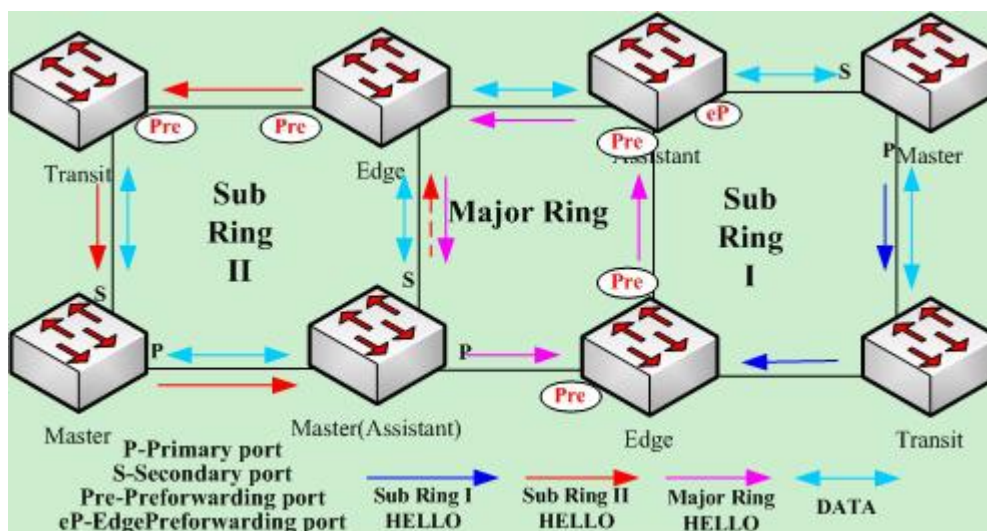 S
Pre
Pre
eP
Pre
Assistant
Transit
Edge
P
Master
Sub
Ring
II
Major Ring
Sub
Ring
I
S
S
Pre
P
P
Pre
Master
Master(Assistant)
Edge
Transit
P-Primary port
S-Secondary port
Pre-Preforwarding port
eP-EdgePreforwarding port
Sub Ring I
HELLO
Sub Ring II
HELLO
Major Ring
HELLO
DATA